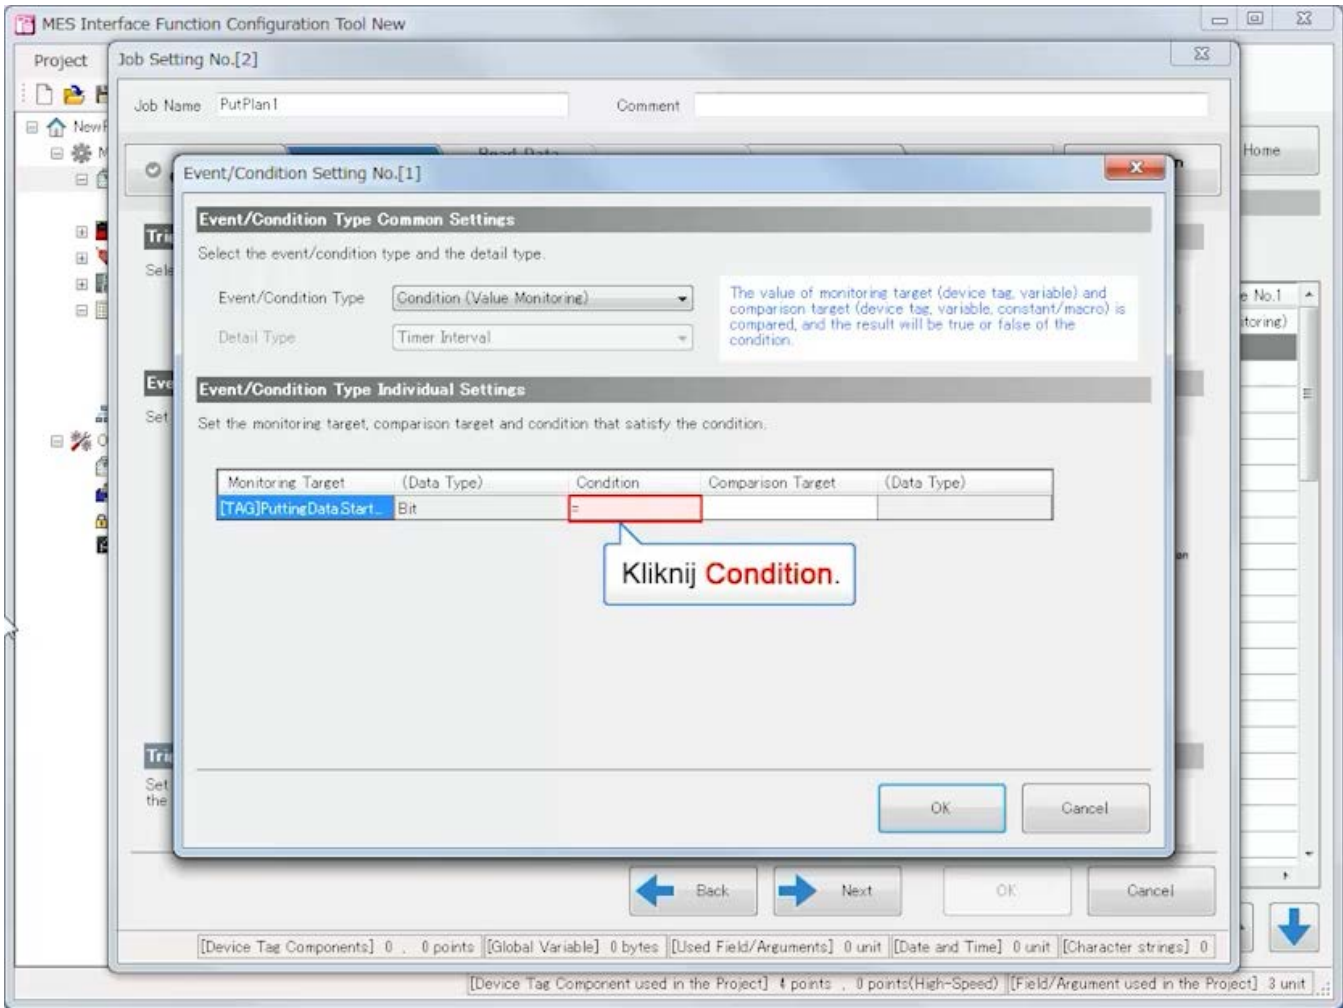 MES Interface Function Configuration Tool New
Project
Job Setting No.[2]
Job Name PutPlan1 Comment
Home
Event/Condition Setting No.[1]
Event/Condition Type Common Settings
Select the event/condition type and the detail type.
Event/Condition Type Condition (Value Monitoring)
Detail Type Timer Interval
The value of monitoring target (device tag, variable) and
comparison target (device tag, variable, constant/macro) is
compared, and the result will be true or false of the
condition.
Event/Condition Type Individual Settings
Set the monitoring target, comparison target and condition that satisfy the condition.
Monitoring Target (Data Type) Condition Comparison Target (Data Type)
[TAG]PuttingData.Start... Bit =
Kliknij Condition.
OK Cancel
Set
the
Back Next OK Cancel
[Device Tag Components] 0 , 0 points [Global Variable] 0 bytes [Used Field/Arguments] 0 unit [Date and Time] 0 unit [Character strings] 0
[Device Tag Component used in the Project] 4 points , 0 points(High-Speed) [Field/Argument used in the Project] 3 unit